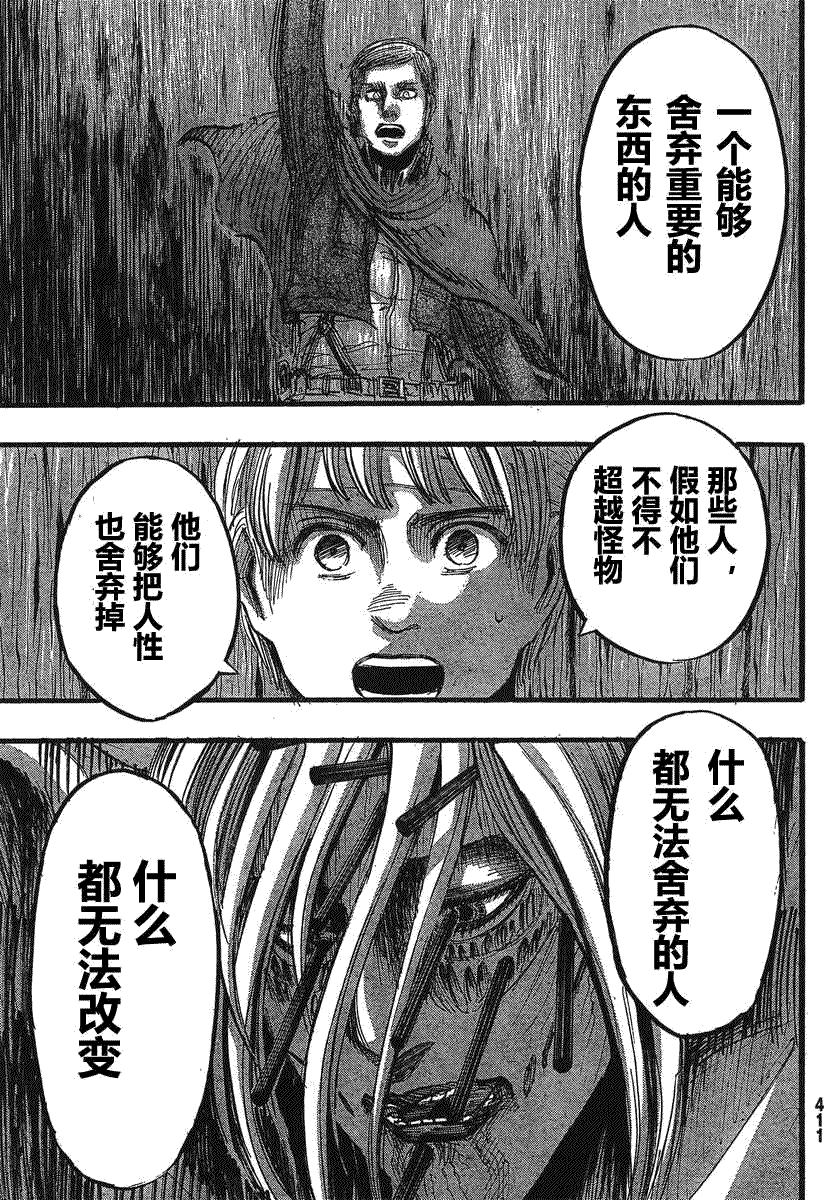 一个能够
舍弃重要的
东西的人
那些人，
假如他们
不得不
超越怪物
他们
能够把人性
也舍弃掉
什么
都无法舍弃的人
什么
都无法改变
411